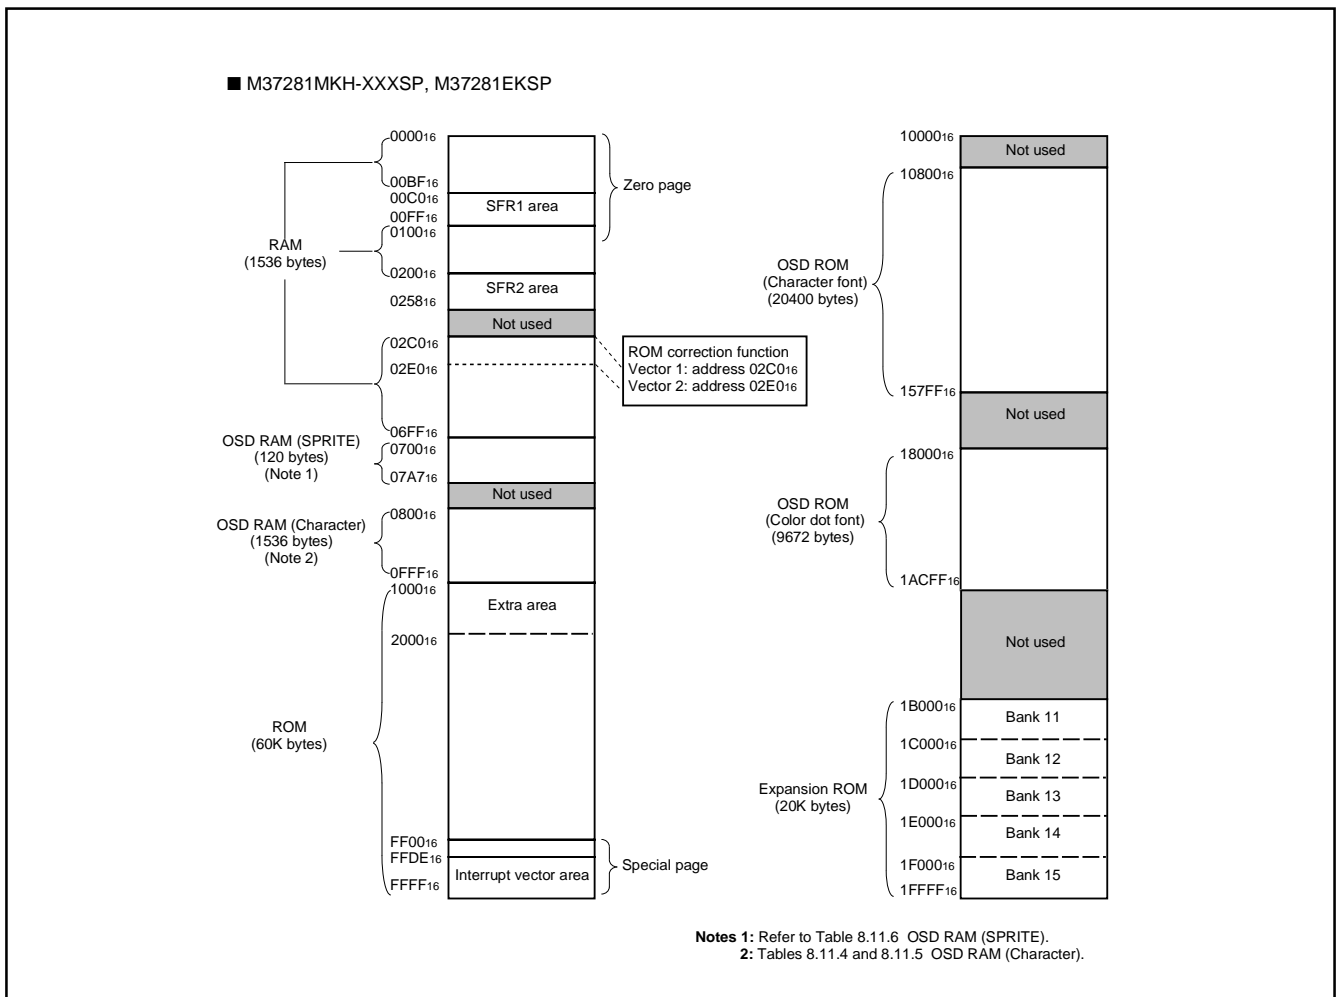 ■ M37281MKH-XXXSP, M37281EKSP
000016
00BF16
00C016
00FF16
010016
020016
025816
02C016
02E016
06FF16
070016
07A716
080016
0FFF16
100016
200016
FF0016
FFDE16
FFFF16
RAM
(1536 bytes)
OSD RAM (SPRITE)
(120 bytes)
(Note 1)
OSD RAM (Character)
(1536 bytes)
(Note 2)
ROM
(60K bytes)
SFR1 area
SFR2 area
Not used
Not used
Extra area
Interrupt vector area
Zero page
ROM correction function
Vector 1: address 02C016
Vector 2: address 02E016
Special page
1000016
1080016
157FF16
1800016
1ACFF16
1B00016
1C00016
1D00016
1E00016
1F00016
1FFFF16
OSD ROM
(Character font)
(20400 bytes)
OSD ROM
(Color dot font)
(9672 bytes)
Expansion ROM
(20K bytes)
Not used
Not used
Not used
Bank 11
Bank 12
Bank 13
Bank 14
Bank 15
Notes 1: Refer to Table 8.11.6 OSD RAM (SPRITE).
2: Tables 8.11.4 and 8.11.5 OSD RAM (Character).